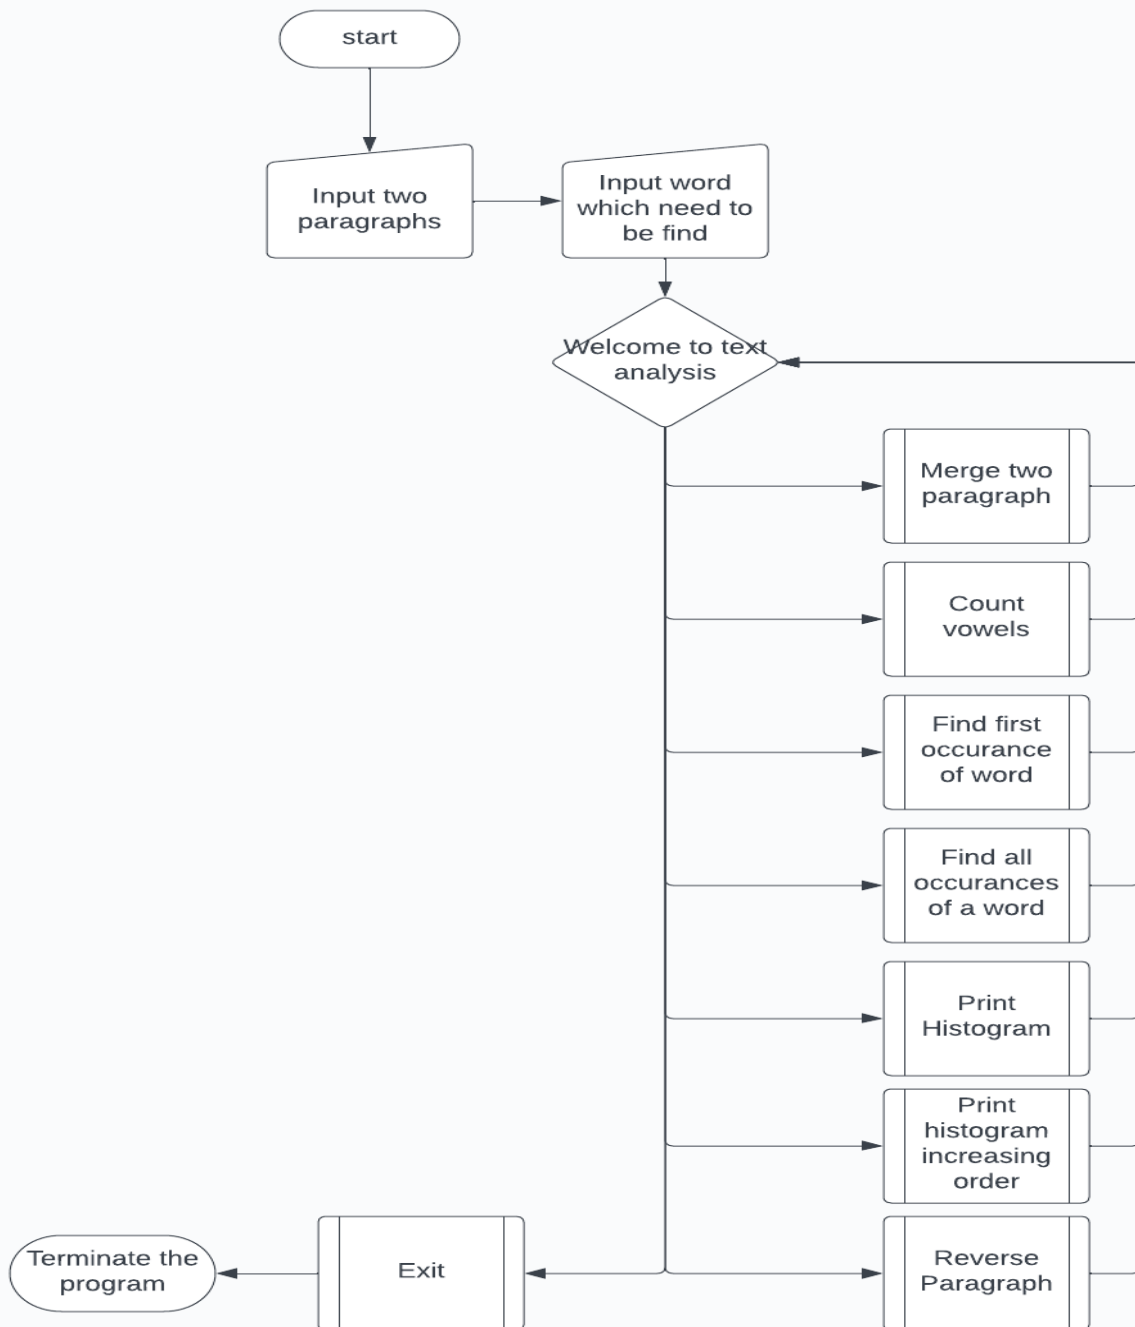 start
Input two
paragraphs
Input word
which need to
be find
Welcome to text
analysis
Merge two
paragraph
Count
vowels
Find first
occurance
of word
Find all
occurances
of a word
Print
Histogram
Print
histogram
increasing
order
Reverse
Paragraph
Exit
Terminate the
program